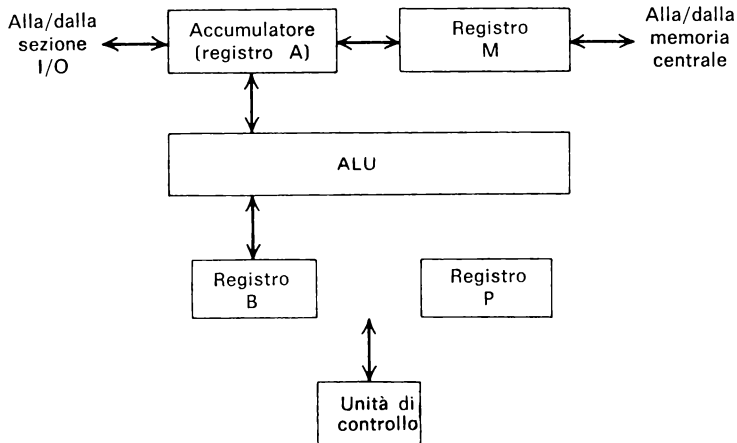 Alla/dalla
sezione
I/O
Accumulatore
(registro A)
Registro
M
Alla/dalla
memoria
centrale
ALU
Registro
B
Registro
P
Unità di
controllo